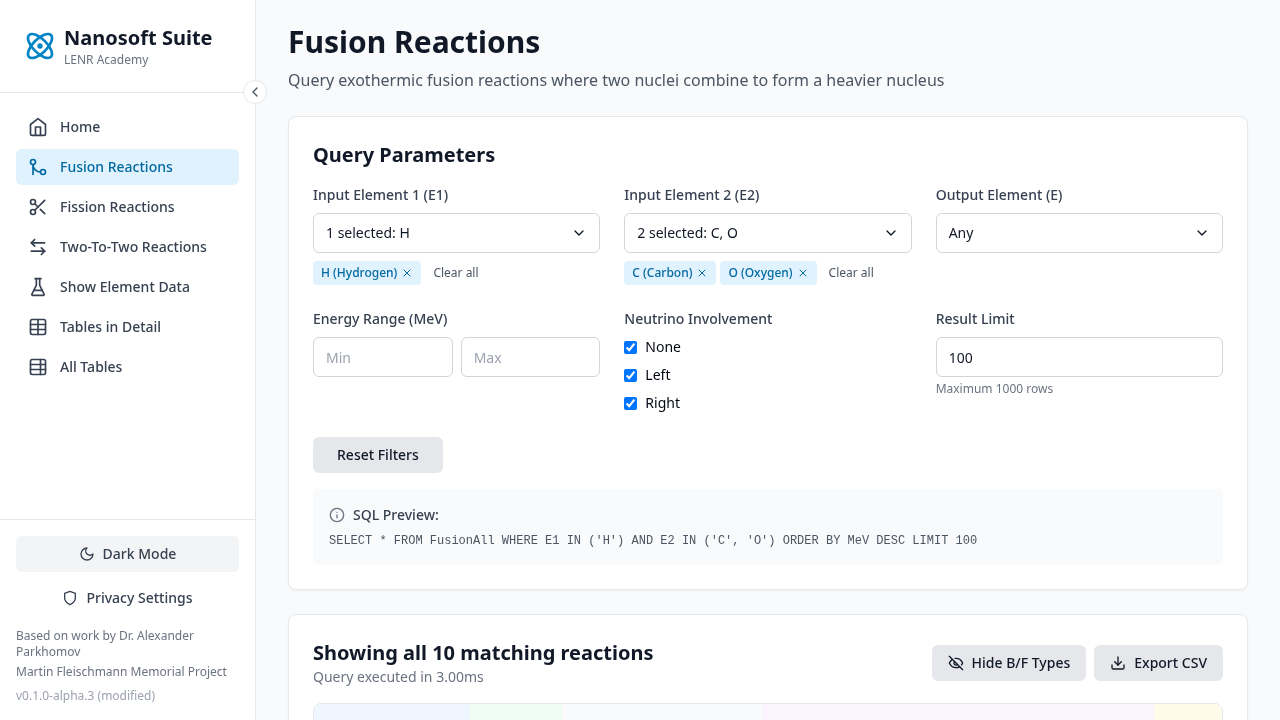 Nanosoft Suite
LENR Academy
Home
Fusion Reactions
Fission Reactions
Two-To-Two Reactions
Show Element Data
Tables in Detail
All Tables
Dark Mode
Privacy Settings
Based on work by Dr. Alexander
Parkhomov
Martin Fleischmann Memorial Project
v0.1.0-alpha.3 (modified)
Fusion Reactions
Query exothermic fusion reactions where two nuclei combine to form a heavier nucleus
Query Parameters
Input Element 1 (E1)
1 selected: H
H (Hydrogen)
Clear all
Input Element 2 (E2)
2 selected: C, O
C (Carbon)
O (Oxygen)
Clear all
Output Element (E)
Any
Energy Range (MeV)
Min
Max
Neutrino Involvement
None
Left
Right
Result Limit
100
Maximum 1000 rows
Reset Filters
SQL Preview:
SELECT * FROM FusionAll WHERE E1 IN ('H') AND E2 IN ('C', 'O') ORDER BY MeV DESC LIMIT 100
Showing all 10 matching reactions
Query executed in 3.00ms
Hide B/F Types
Export CSV